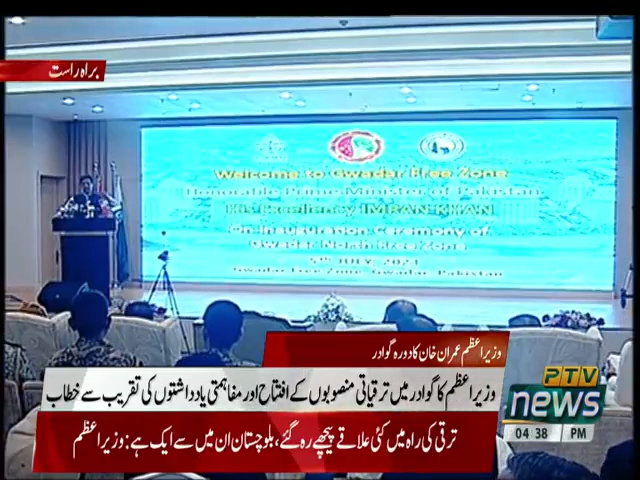 براہ راست
Welcome to Gwadar Free Zone
Honorable Prime Minister of Pakistan
His Excellency IMRAN KHAN
On Inauguration Ceremony of
Gwadar North Free Zone
5TH JULY, 2021
Gwadar Free Zone, Gwadar, Pakistan
وزیراعظم عمران خان کا دورہ گوادر
وزیراعظم کا گوادر میں ترقیاتی منصوبوں کے افتتاح اور مفاہمتی یادداشتوں کی تقریب سے خطاب
ترقی کی راہ میں کئی علاقے پیچھے رہ گئے، بلوچستان ان میں سے ایک ہے: وزیراعظم
PTV
news
04 38 PM